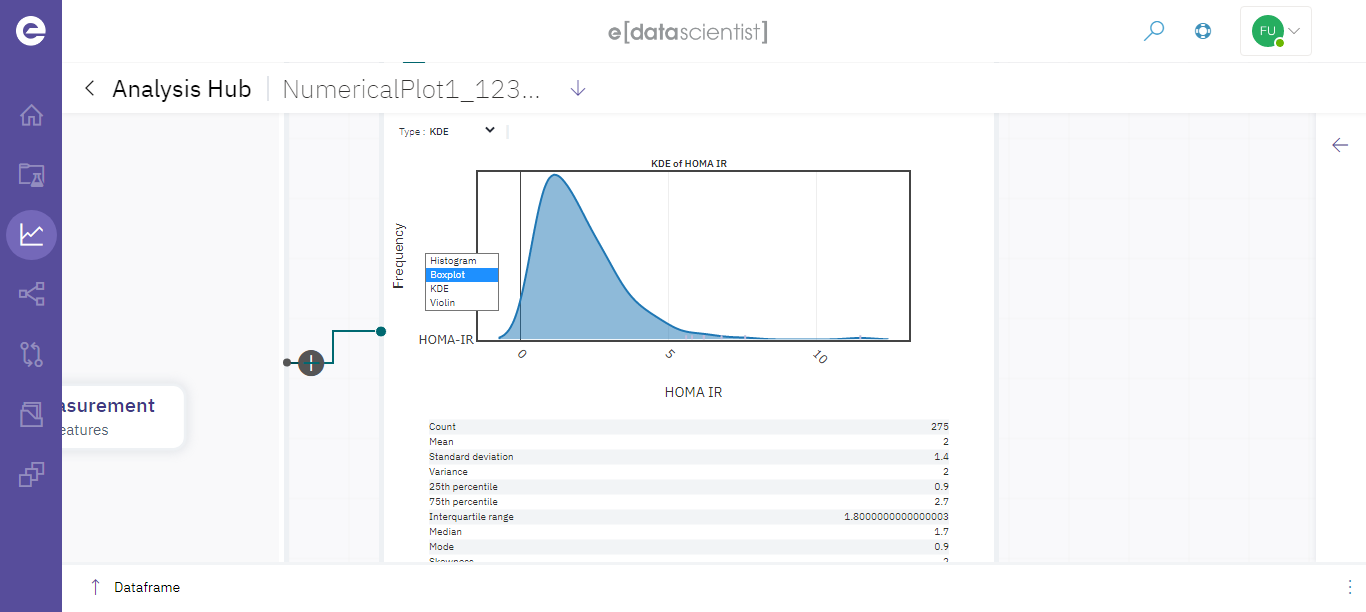 e[datascientist]
FU
Analysis Hub
NumericalPlot1_123...
Type : KDE
KDE of HOMA IR
Frequency
Histogram
Boxplot
KDE
Violin
HOMA-IR
0 5 10
HOMA IR
asurement
eatures
Count 275
Mean 2
Standard deviation 1.4
Variance 2
25th percentile 0.9
75th percentile 2.7
Interquartile range 1.8000000000000003
Median 1.7
Mode 0.9
Skewness 2
Dataframe